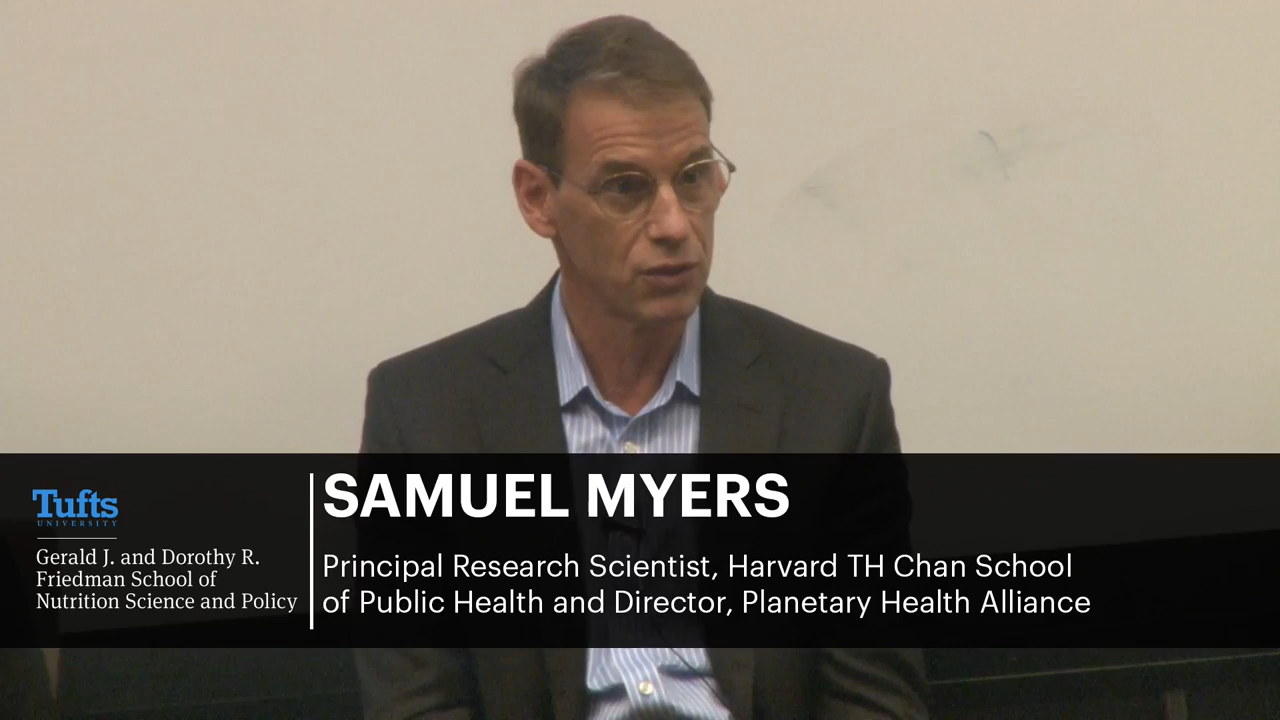 Tufts
UNIVERSITY
Gerald J. and Dorothy R.
Friedman School of
Nutrition Science and Policy
SAMUEL MYERS
Principal Research Scientist, Harvard TH Chan School
of Public Health and Director, Planetary Health Alliance